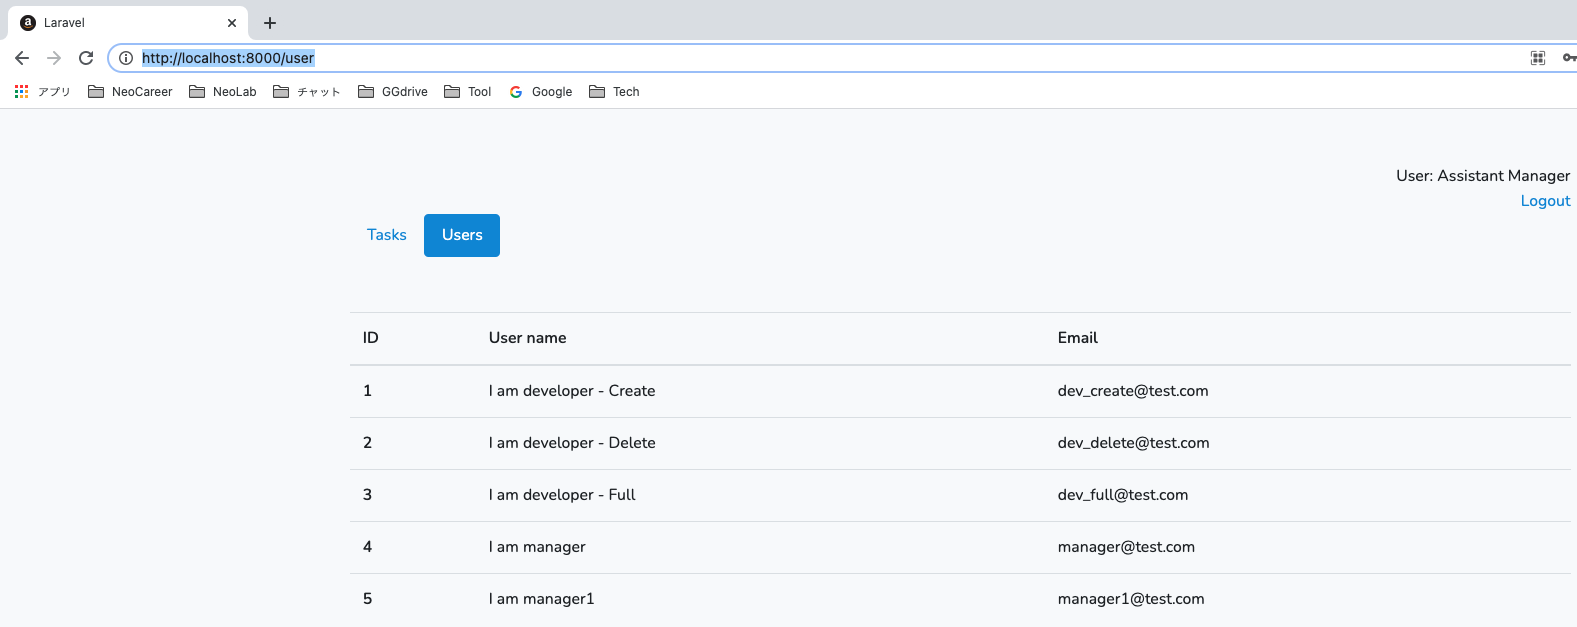 Laravel
http://localhost:8000/user
アプリ NeoCareer NeoLab チャット GGdrive Tool Google Tech
User: Assistant Manager
Logout
Tasks Users
ID User name Email
1 I am developer - Create dev_create@test.com
2 I am developer - Delete dev_delete@test.com
3 I am developer - Full dev_full@test.com
4 I am manager manager@test.com
5 I am manager1 manager1@test.com